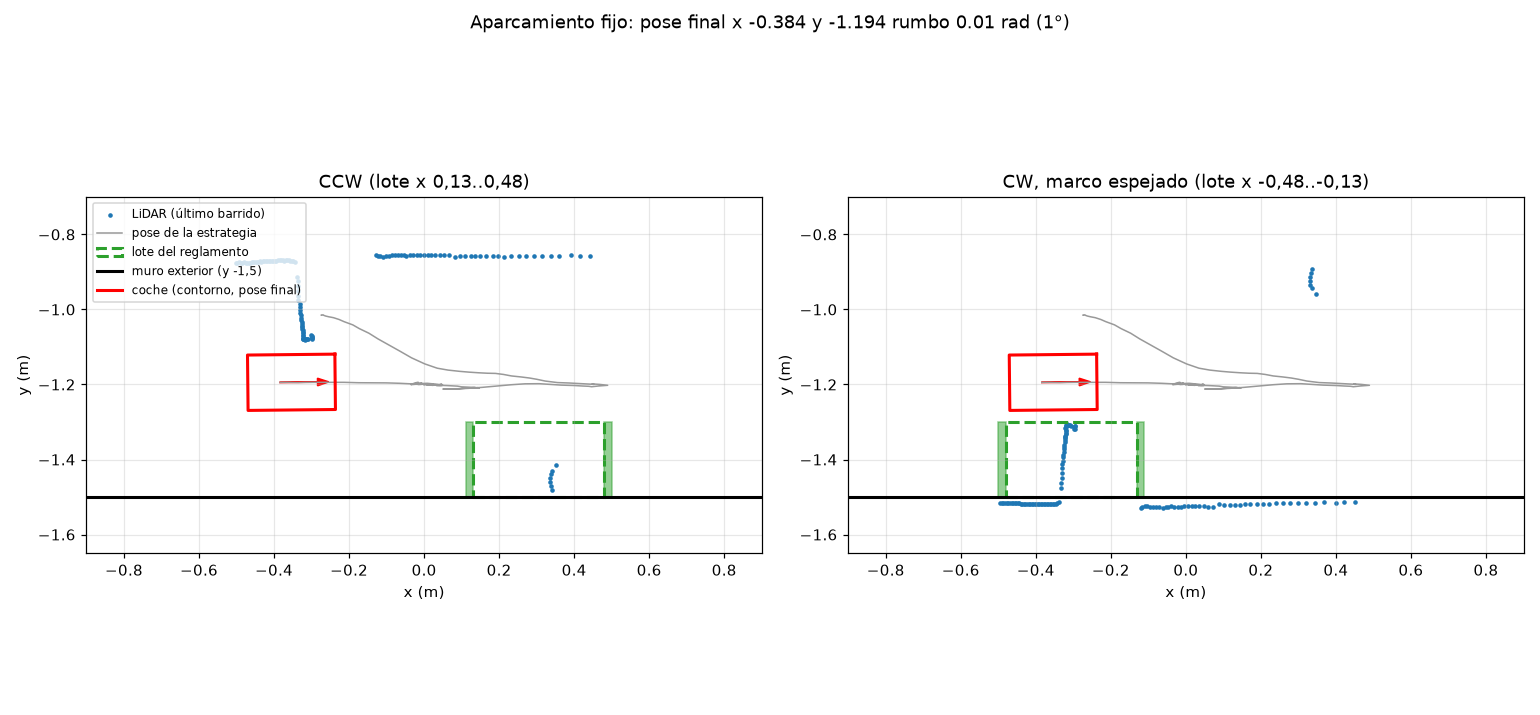 Aparcamiento fijo: pose final x -0.384 y -1.194 rumbo 0.01 rad (1°)
CCW (lote x 0,13..0,48)
LiDAR (último barrido)
pose de la estrategia
lote del reglamento
muro exterior (y -1,5)
coche (contorno, pose final)
y (m)
−0.8
−1.0
−1.2
−1.4
−1.6
−0.8 −0.6 −0.4 −0.2 0.0 0.2 0.4 0.6 0.8
x (m)
CW, marco espejado (lote x -0,48..-0,13)
y (m)
−0.8
−1.0
−1.2
−1.4
−1.6
−0.8 −0.6 −0.4 −0.2 0.0 0.2 0.4 0.6 0.8
x (m)